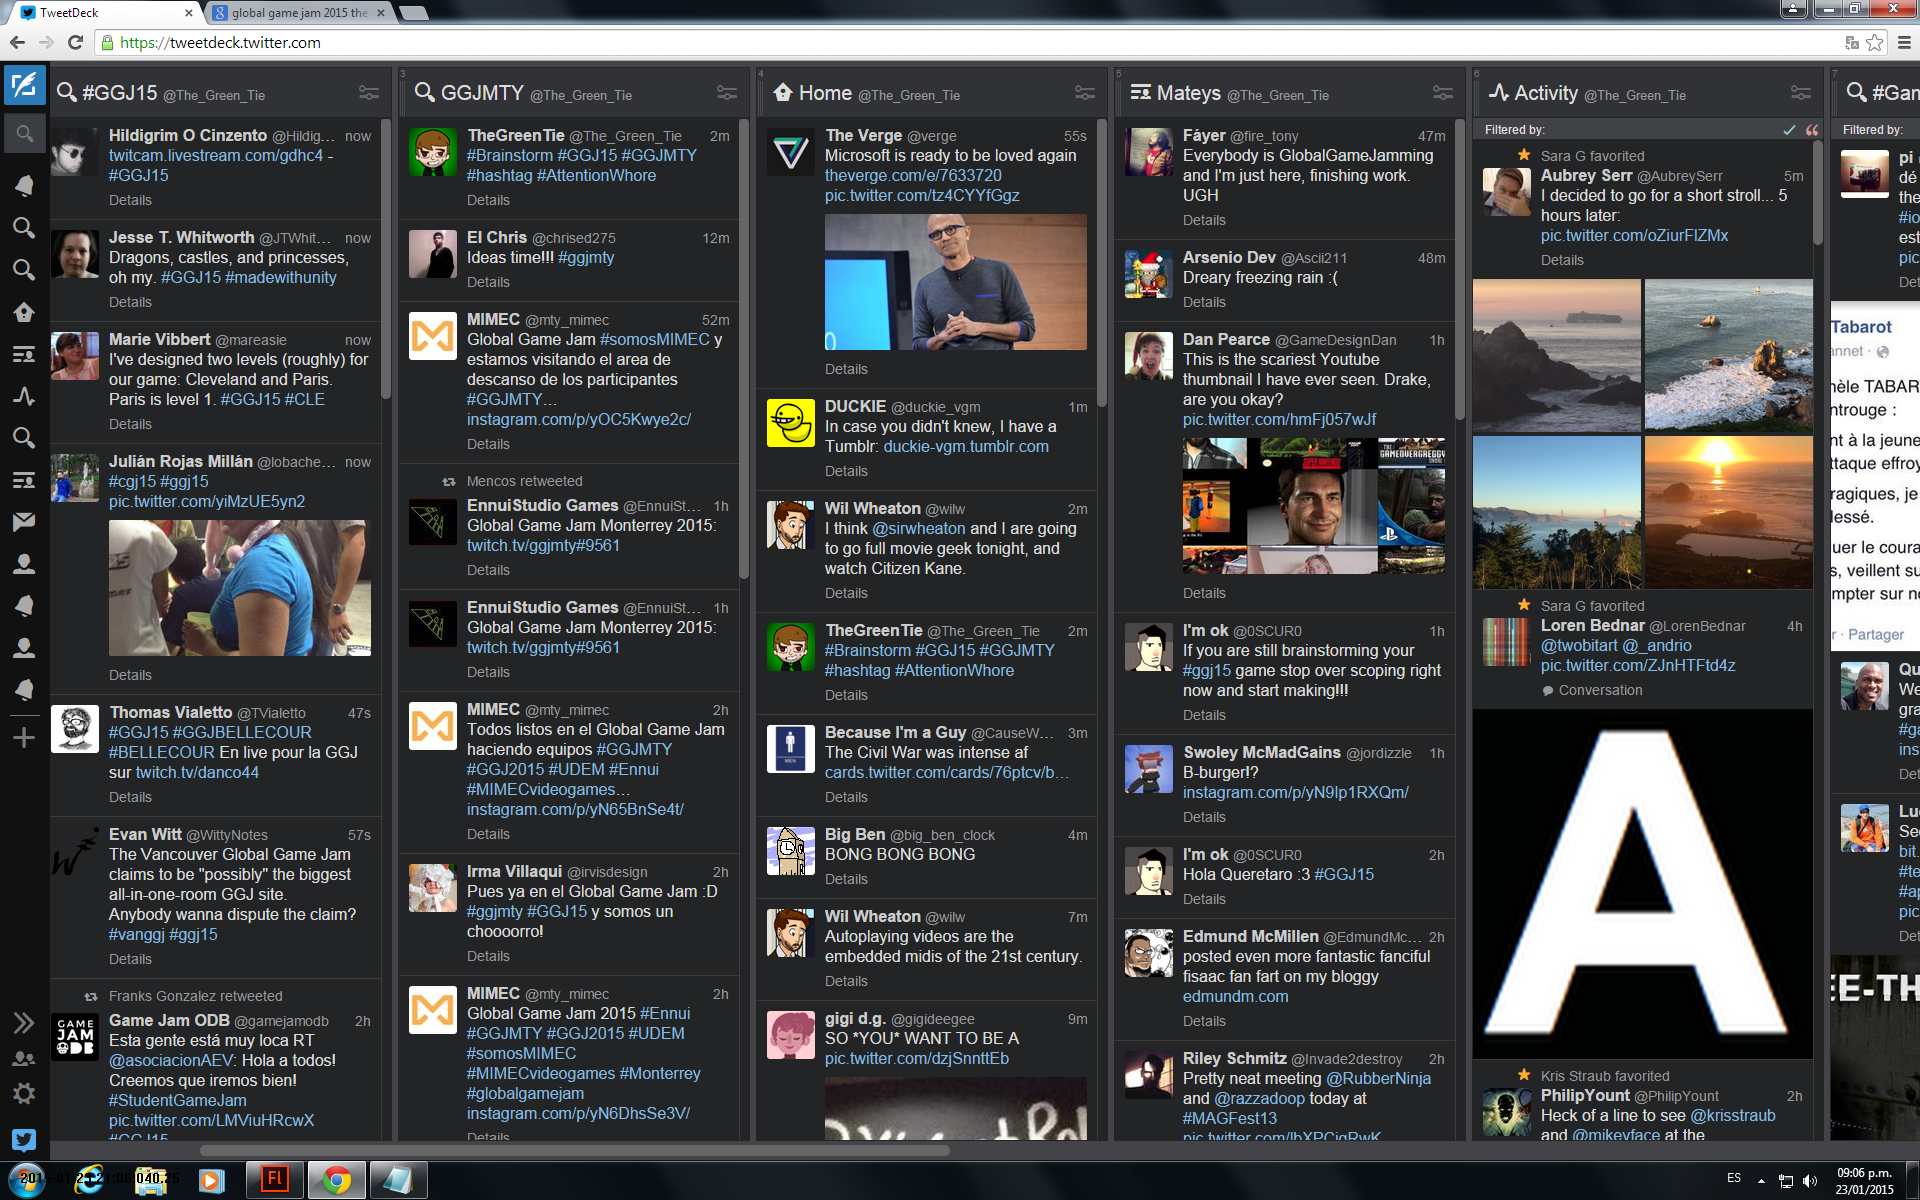 TweetDeck
global game jam 2015 the
https://tweetdeck.twitter.com
#GGJ15 @The_Green_Tie
Hildigrim O Cinzento @Hildig... now
twitcam.livestream.com/gdhc4 -
#GGJ15
Details
Jesse T. Whitworth @JTWhit... now
Dragons, castles, and princesses,
oh my. #GGJ15 #madewithunity
Details
Marie Vibbert @mareasie now
I've designed two levels (roughly) for
our game: Cleveland and Paris.
Paris is level 1. #GGJ15 #CLE
Details
Julián Rojas Millán @lobache... now
#cgj15 #ggj15
pic.twitter.com/yiMzUE5yn2
Details
Thomas Vialetto @TVialetto 47s
#GGJ15 #GGJBELLECOUR
#BELLECOUR En live pour la GGJ
sur twitch.tv/danco44
Details
Evan Witt @WittyNotes 57s
The Vancouver Global Game Jam
claims to be "possibly" the biggest
all-in-one-room GGJ site.
Anybody wanna dispute the claim?
#vanggj #ggj15
Details
Franks Gonzalez retweeted
GAME
JAM
ODB
Game Jam ODB @gamejamodb 2h
Esta gente está muy loca RT
@asociacionAEV: Hola a todos!
Creemos que iremos bien!
#StudentGameJam
pic.twitter.com/LMViuHRcwX
#GGJ15
3
GGJMTY @The_Green_Tie
TheGreenTie @The_Green_Tie 2m
#Brainstorm #GGJ15 #GGJMTY
#hashtag #AttentionWhore
Details
El Chris @chrised275 12m
Ideas time!!! #ggjmty
Details
MIMEC @mty_mimec 52m
Global Game Jam #somosMIMEC y
estamos visitando el area de
descanso de los participantes
#GGJMTY...
instagram.com/p/yOC5Kwye2c/
Details
Mencos retweeted
EnnuiStudio Games @EnnuiSt... 1h
Global Game Jam Monterrey 2015:
twitch.tv/ggjmty#9561
Details
EnnuiStudio Games @EnnuiSt... 1h
Global Game Jam Monterrey 2015:
twitch.tv/ggjmty#9561
Details
MIMEC @mty_mimec 2h
Todos listos en el Global Game Jam
haciendo equipos #GGJMTY
#GGJ2015 #UDEM #Ennui
#MIMECvideogames...
instagram.com/p/yN65BnSe4t/
Details
Irma Villaqui @irvisdesign 2h
Pues ya en el Global Game Jam :D
#ggjmty #GGJ15 y somos un
choooorro!
Details
MIMEC @mty_mimec 2h
Global Game Jam 2015 #Ennui
#GGJMTY #GGJ2015 #UDEM
#somosMIMEC
#MIMECvideogames #Monterrey
#globalgamejam
instagram.com/p/yN6DhsSe3V/
Details
4
Home @The_Green_Tie
The Verge @verge 55s
Microsoft is ready to be loved again
theverge.com/e/7633720
pic.twitter.com/tz4CYYfGgz
Details
DUCKIE @duckie_vgm 1m
In case you didn't knew, I have a
Tumblr: duckie-vgm.tumblr.com
Details
Wil Wheaton @wilw 2m
I think @sirwheaton and I are going
to go full movie geek tonight, and
watch Citizen Kane.
Details
TheGreenTie @The_Green_Tie 2m
#Brainstorm #GGJ15 #GGJMTY
#hashtag #AttentionWhore
Details
MEN
Because I'm a Guy @CauseW... 3m
The Civil War was intense af
cards.twitter.com/cards/76ptcv/b...
Details
Big Ben @big_ben_clock 4m
BONG BONG BONG
Details
Wil Wheaton @wilw 7m
Autoplaying videos are the
embedded midis of the 21st century.
Details
gigi d.g. @gigideegee 9m
SO *YOU* WANT TO BE A
pic.twitter.com/dzjSnnttEb
5
Mateys @The_Green_Tie
Fáyer @fire_tony 47m
Everybody is GlobalGameJamming
and I'm just here, finishing work.
UGH
Details
Arsenio Dev @Ascii211 48m
Dreary freezing rain :(
Details
Dan Pearce @GameDesignDan 1h
This is the scariest Youtube
thumbnail I have ever seen. Drake,
are you okay?
pic.twitter.com/hmFj057wJf
SUPER NINTENDO
THE
GAMEOVERGREGGY
Details
I'm ok @0SCUR0 1h
If you are still brainstorming your
#ggj15 game stop over scoping right
now and start making!!!
Details
Swoley McMadGains @jordizzle 1h
B-burger!?
instagram.com/p/yN9lp1RXQm/
Details
I'm ok @0SCUR0 2h
Hola Queretaro :3 #GGJ15
Details
Edmund McMillen @EdmundMc... 2h
posted even more fantastic fanciful
fisaac fan fart on my bloggy
edmundm.com
Details
Riley Schmitz @Invade2destroy 2h
Pretty neat meeting @RubberNinja
and @razzadoop today at
#MAGFest13
6
Activity @The_Green_Tie
Filtered by:
Sara G favorited
Aubrey Serr @AubreySerr 5m
I decided to go for a short stroll... 5
hours later:
pic.twitter.com/oZiurFlZMx
Details
Sara G favorited
Loren Bednar @LorenBednar 4h
@twobitart @_andrio
pic.twitter.com/ZJnHTFtd4z
Conversation
A
Kris Straub favorited
PhilipYount @PhilipYount 2h
Heck of a line to see @krisstraub
and @mikeyface at the
7
#Gam
Filtered by:
pi
dé
the
#io
est
pic
Det
Tabarot
annet ·
nèle TABAR
ntrouge :
nt à la jeune
ttaque effroy
ragiques, je
lessé.
uer le coura
s, veillent su
mpter sur no
r · Partager
Qu
We
gra
#ga
ins
Det
Luc
See
bit.
#te
#ap
pic
Det
EE-TH
2015-01-23 21:06:040.25
Fl
ES
09:06 p.m.
23/01/2015